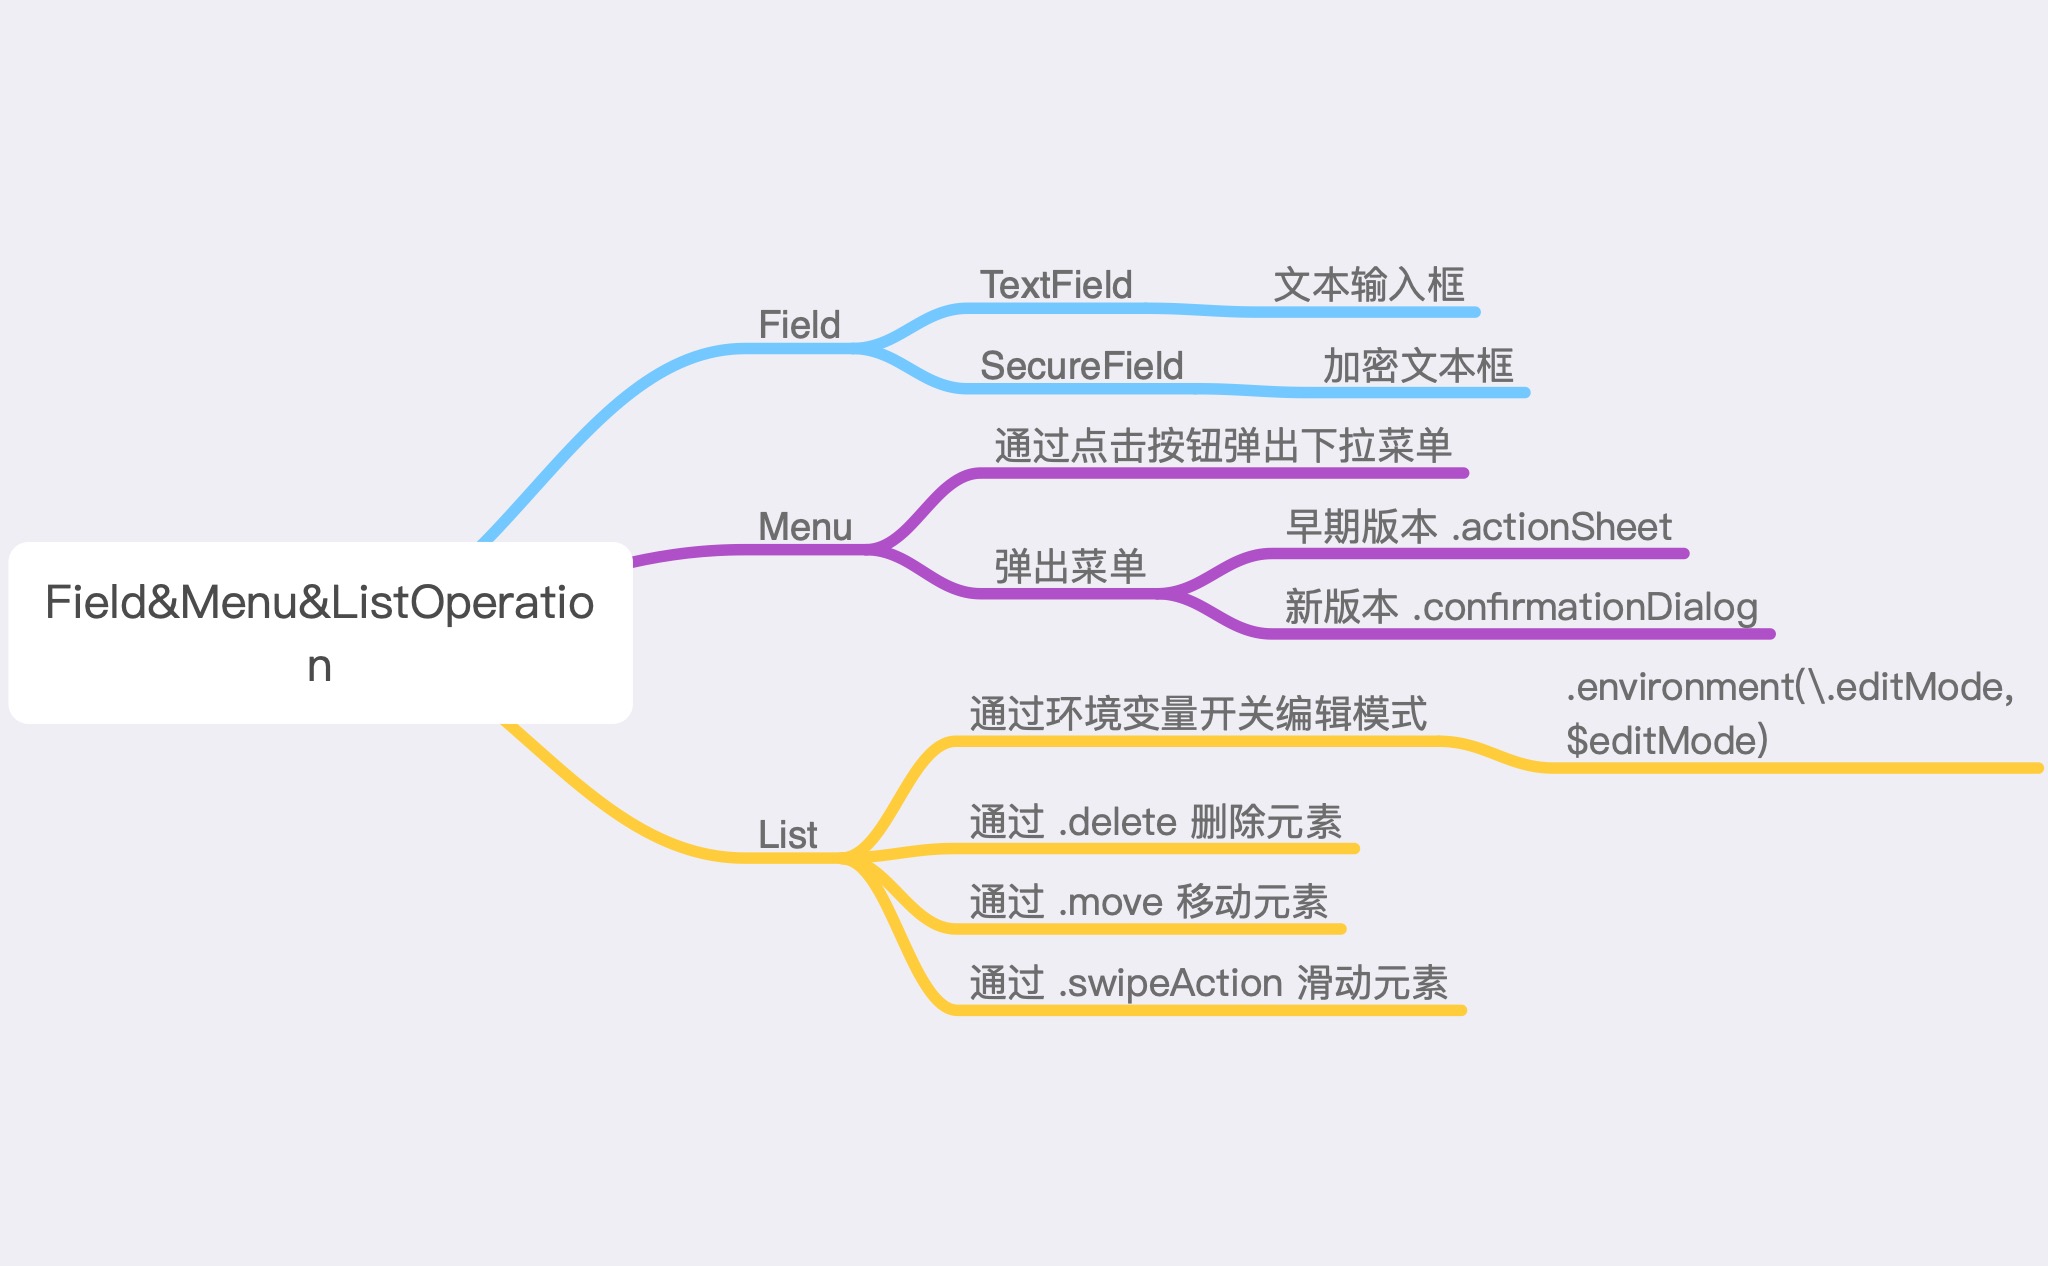 Field&Menu&ListOperatio
n
Field
TextField
文本输入框
SecureField
加密文本框
Menu
通过点击按钮弹出下拉菜单
弹出菜单
早期版本 .actionSheet
新版本 .confirmationDialog
List
通过环境变量开关编辑模式
.environment(\.editMode,
$editMode)
通过 .delete 删除元素
通过 .move 移动元素
通过 .swipeAction 滑动元素